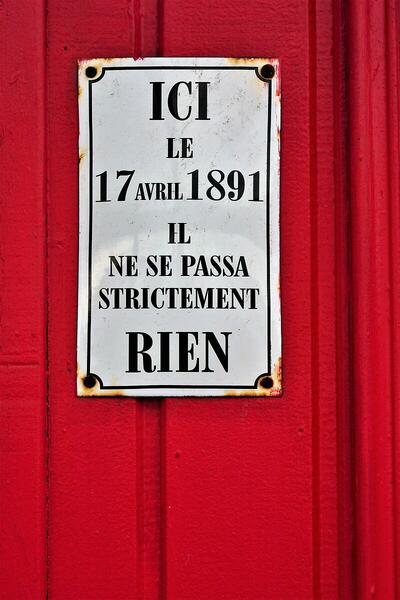 ICI
LE
17 AVRIL 1891
IL
NE SE PASSA
STRICTEMENT
RIEN